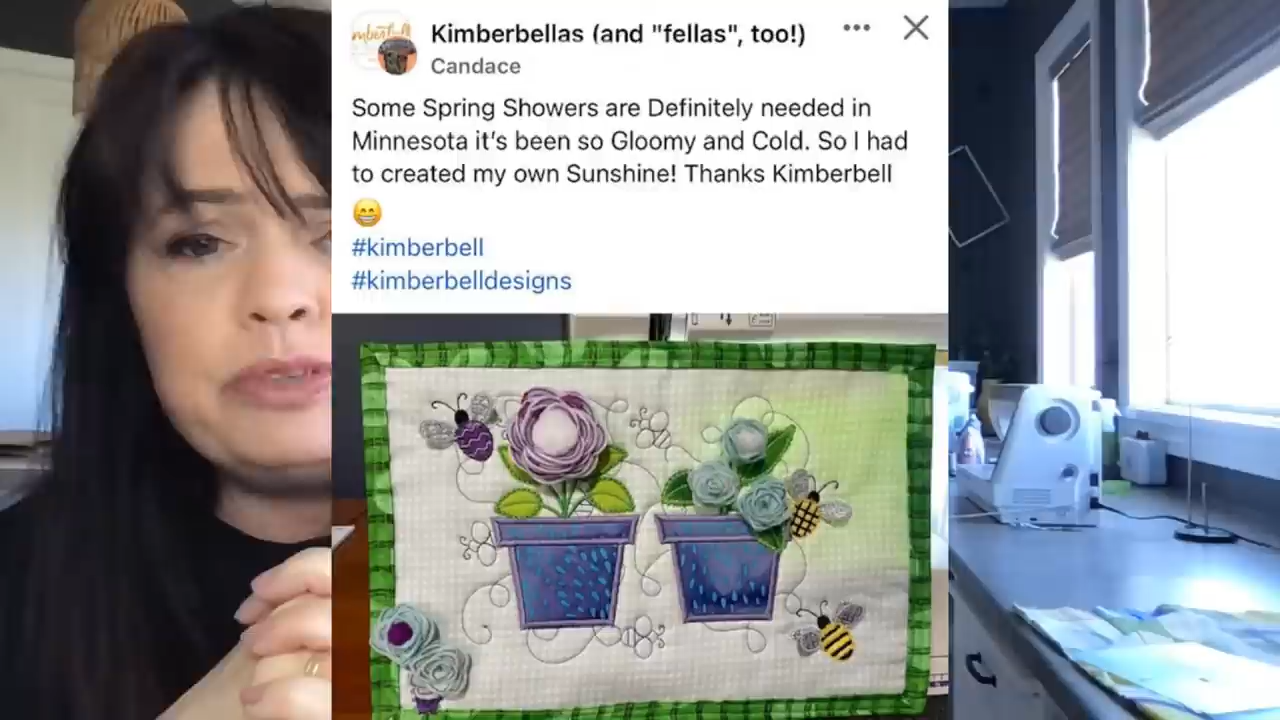 Kimberbellas (and "fellas", too!)
Candace
Some Spring Showers are Definitely needed in
Minnesota it's been so Gloomy and Cold. So I had
to created my own Sunshine! Thanks Kimberbell
😁
#kimberbell
#kimberbelldesigns